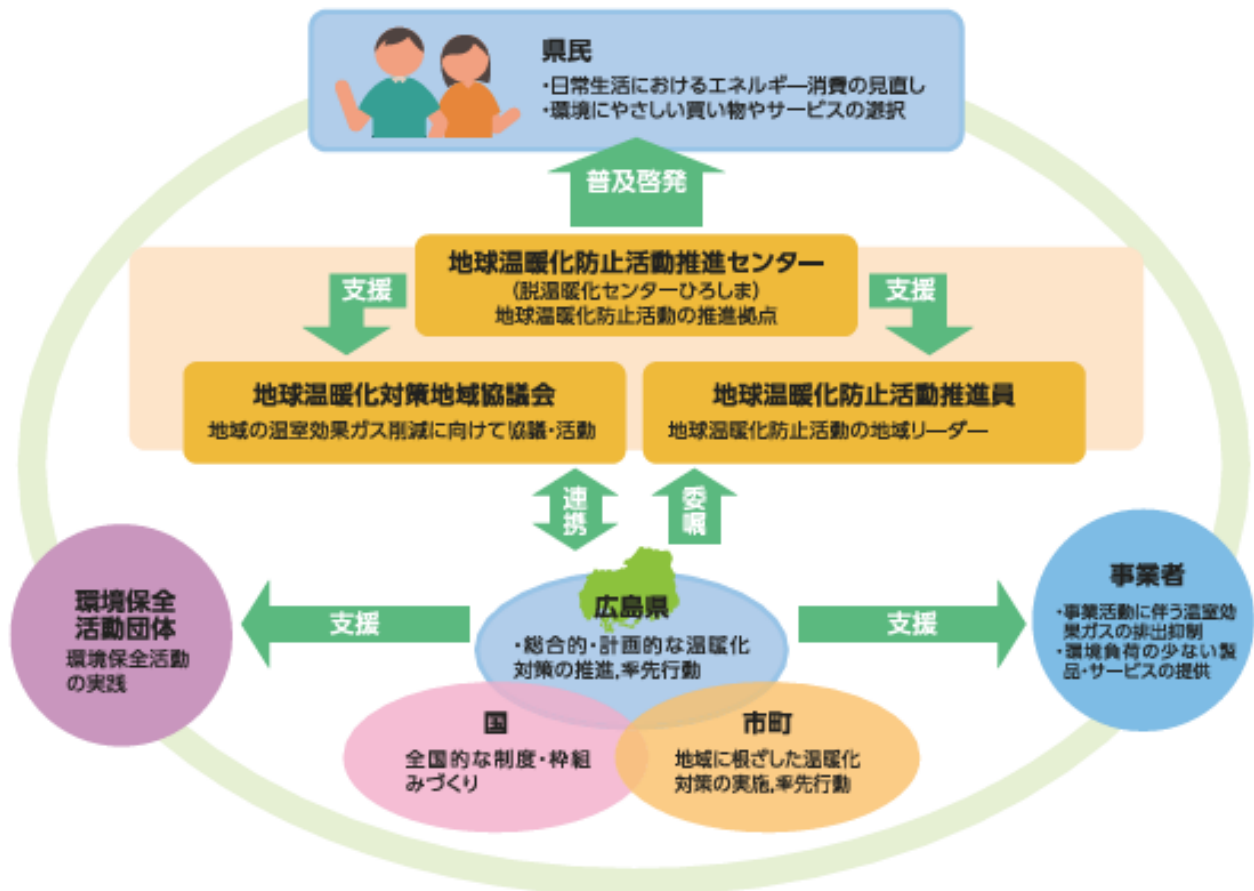 県民
・日常生活におけるエネルギー消費の見直し
・環境にやさしい買い物やサービスの選択
普及啓発
地球温暖化防止活動推進センター
（脱温暖化センターひろしま）
地球温暖化防止活動の推進拠点
支援
支援
地球温暖化対策地域協議会
地域の温室効果ガス削減に向けて協議・活動
地球温暖化防止活動推進員
地球温暖化防止活動の地域リーダー
連携
委嘱
環境保全
活動団体
環境保全活動
の実践
支援
広島県
・総合的・計画的な温暖化
対策の推進,率先行動
支援
事業者
・事業活動に伴う温室効
果ガスの排出抑制
・環境負荷の少ない製
品・サービスの提供
国
全国的な制度・枠組
みづくり
市町
地域に根ざした温暖化
対策の実施,率先行動